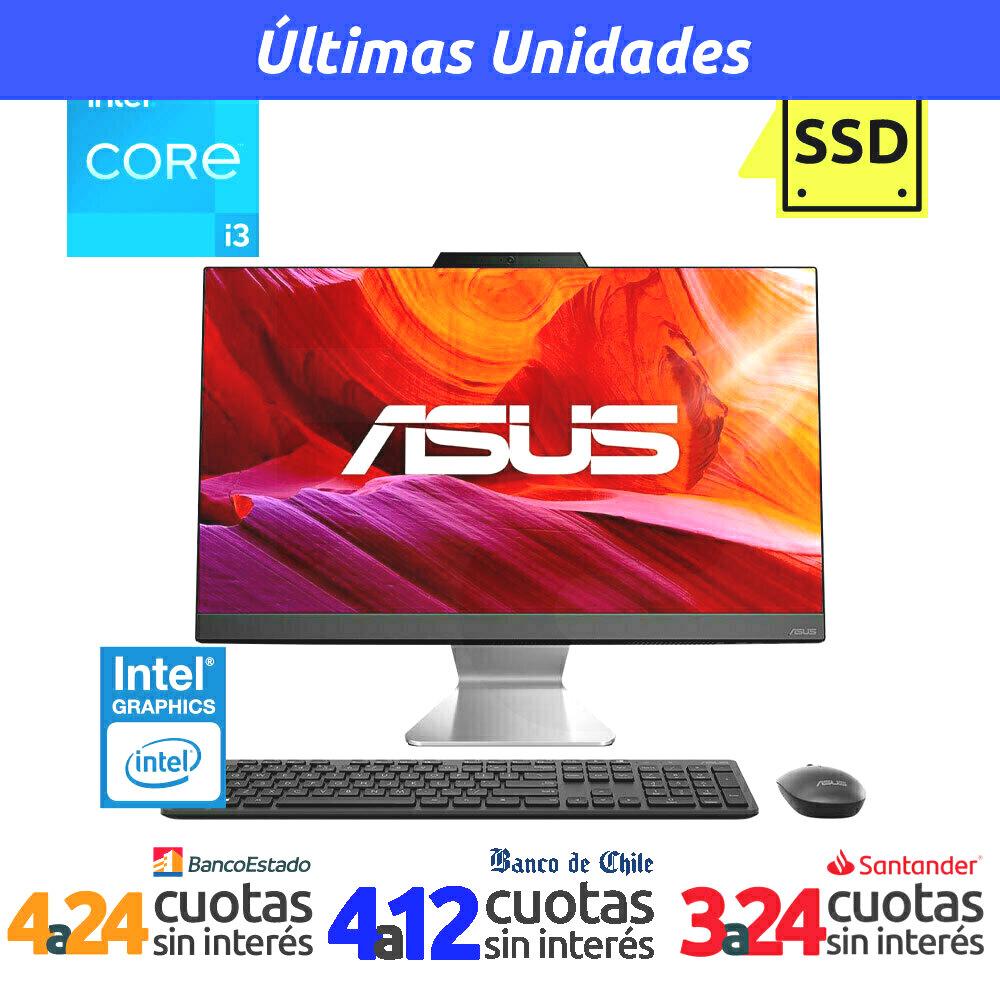 Últimas Unidades
intel
CORE
i3
SSD
ASUS
ASUS
Intel®
GRAPHICS
intel
ASUS
BancoEstado
4a24 cuotas
sin interés
Banco de Chile
4a12 cuotas
sin interés
Santander
3a24 cuotas
sin interés